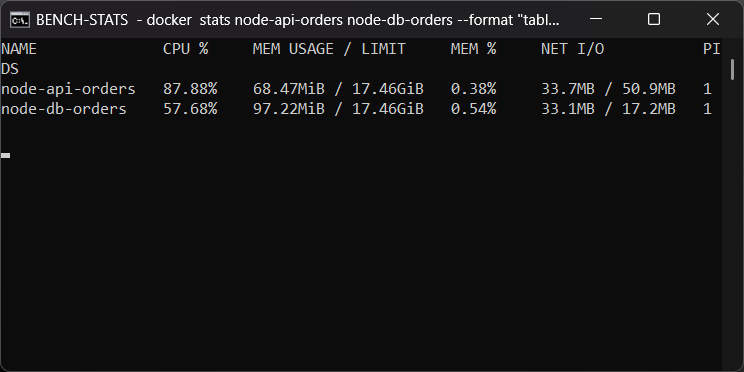 BENCH-STATS - docker stats node-api-orders node-db-orders --format "tabl...
NAME CPU % MEM USAGE / LIMIT MEM % NET I/O PI
DS
node-api-orders 87.88% 68.47MiB / 17.46GiB 0.38% 33.7MB / 50.9MB 1
node-db-orders 57.68% 97.22MiB / 17.46GiB 0.54% 33.1MB / 17.2MB 1